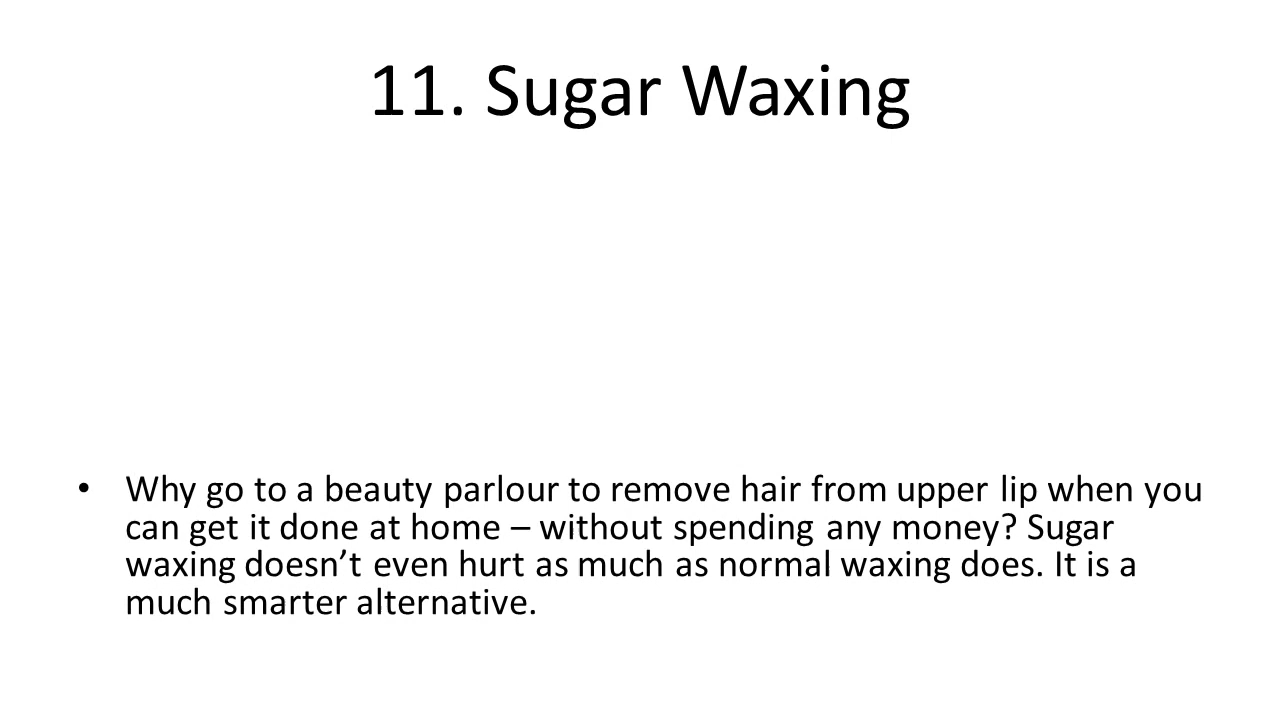 11. Sugar Waxing
• Why go to a beauty parlour to remove hair from upper lip when you
can get it done at home – without spending any money? Sugar
waxing doesn’t even hurt as much as normal waxing does. It is a
much smarter alternative.